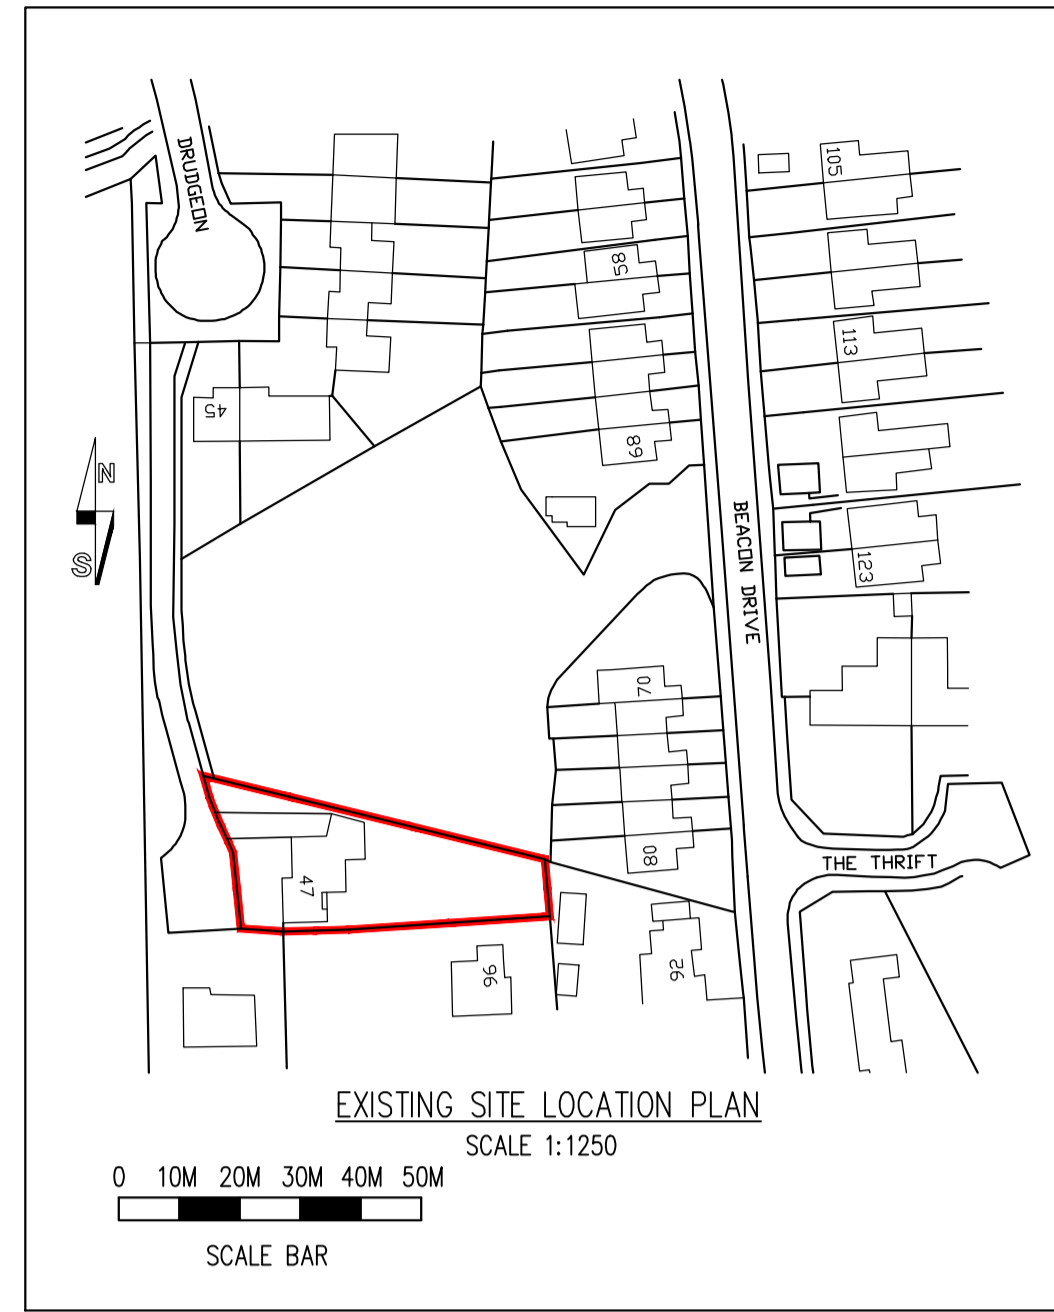 DRUDGEON
105
85
113
45
89
N
S
BEACON DRIVE
123
70
80
THE THRIFT
47
96
92
EXISTING SITE LOCATION PLAN
SCALE 1:1250
0 10M 20M 30M 40M 50M
SCALE BAR